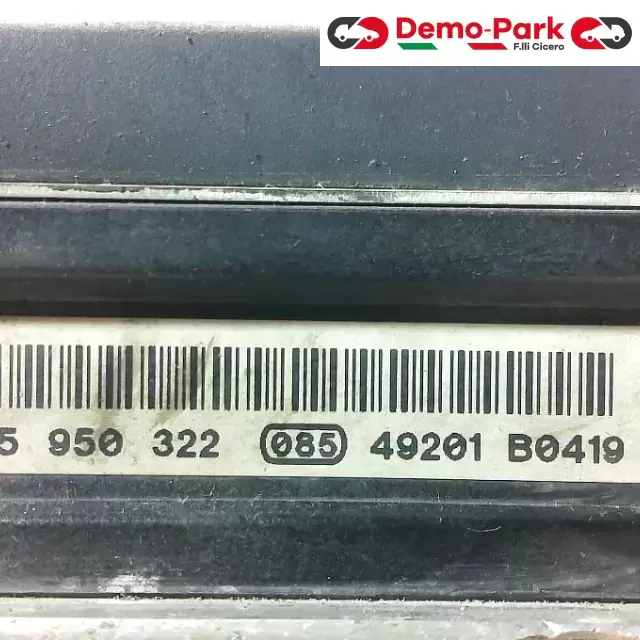 Demo-Park
F.lli Cicero
5 950 322 085 49201 B0419